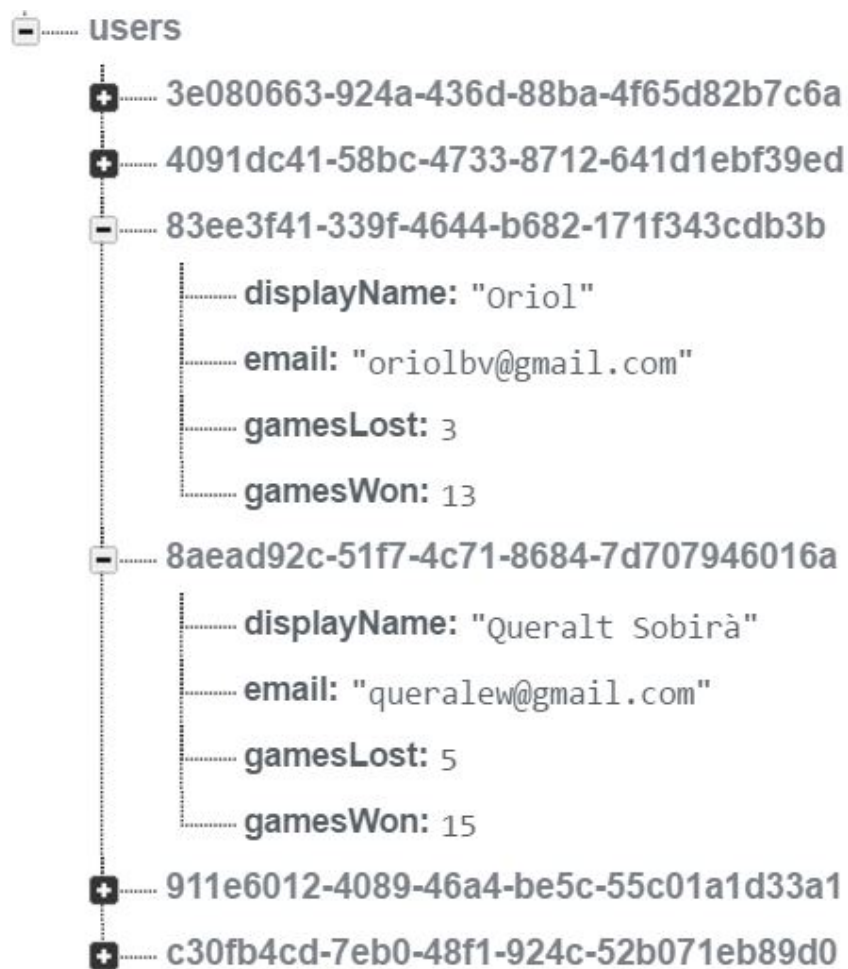 users
3e080663-924a-436d-88ba-4f65d82b7c6a
4091dc41-58bc-4733-8712-641d1ebf39ed
83ee3f41-339f-4644-b682-171f343cdb3b
displayName: "Oriol"
email: "oriolbv@gmail.com"
gamesLost: 3
gamesWon: 13
8aead92c-51f7-4c71-8684-7d707946016a
displayName: "Queralt Sobirà"
email: "queralew@gmail.com"
gamesLost: 5
gamesWon: 15
911e6012-4089-46a4-be5c-55c01a1d33a1
c30fb4cd-7eb0-48f1-924c-52b071eb89d0